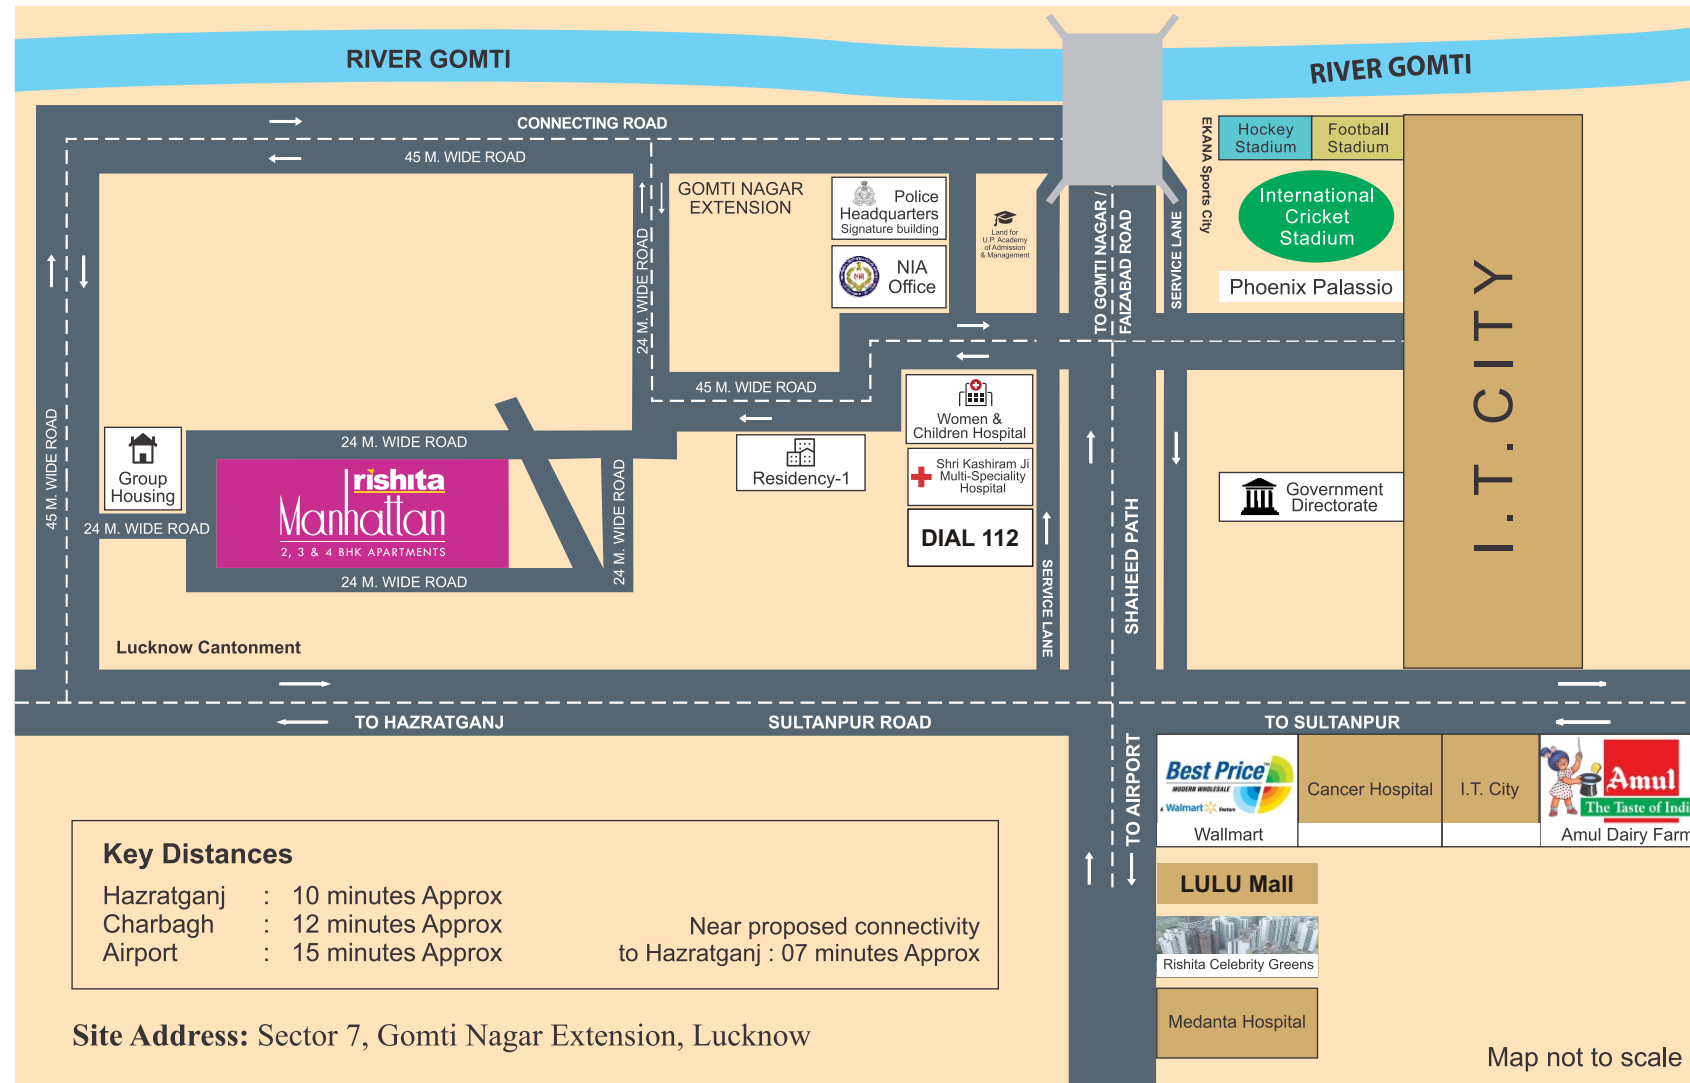 RIVER GOMTI
RIVER GOMTI
CONNECTING ROAD
45 M. WIDE ROAD
GOMTI NAGAR
EXTENSION
24 M. WIDE ROAD
Police
Headquarters
Signature building
NIA
Office
Land for
U.P. Academy
of Admission
& Management
TO GOMTI NAGAR /
FAIZABAD ROAD
SERVICE LANE
EKANA Sports City
Hockey
Stadium
Football
Stadium
International
Cricket
Stadium
Phoenix Palassio
I.T.CITY
45 M. WIDE ROAD
45 M. WIDE ROAD
Group
Housing
24 M. WIDE ROAD
24 M. WIDE ROAD
rishita
Manhattan
2, 3 & 4 BHK APARTMENTS
24 M. WIDE ROAD
24 M. WIDE ROAD
Residency-1
Women &
Children Hospital
Shri Kashiram Ji
Multi-Speciality
Hospital
DIAL 112
SERVICE LANE
SHAHEED PATH
Government
Directorate
Lucknow Cantonment
TO HAZRATGANJ
SULTANPUR ROAD
TO SULTANPUR
TO AIRPORT
Best Price
MODERN WHOLESALE
A Walmart Venture
Wallmart
Cancer Hospital
I.T. City
Amul
The Taste of Indi
Amul Dairy Farm
LULU Mall
Rishita Celebrity Greens
Medanta Hospital
Key Distances
Hazratganj : 10 minutes Approx
Charbagh : 12 minutes Approx
Airport : 15 minutes Approx
Near proposed connectivity
to Hazratganj : 07 minutes Approx
Site Address: Sector 7, Gomti Nagar Extension, Lucknow
Map not to scale